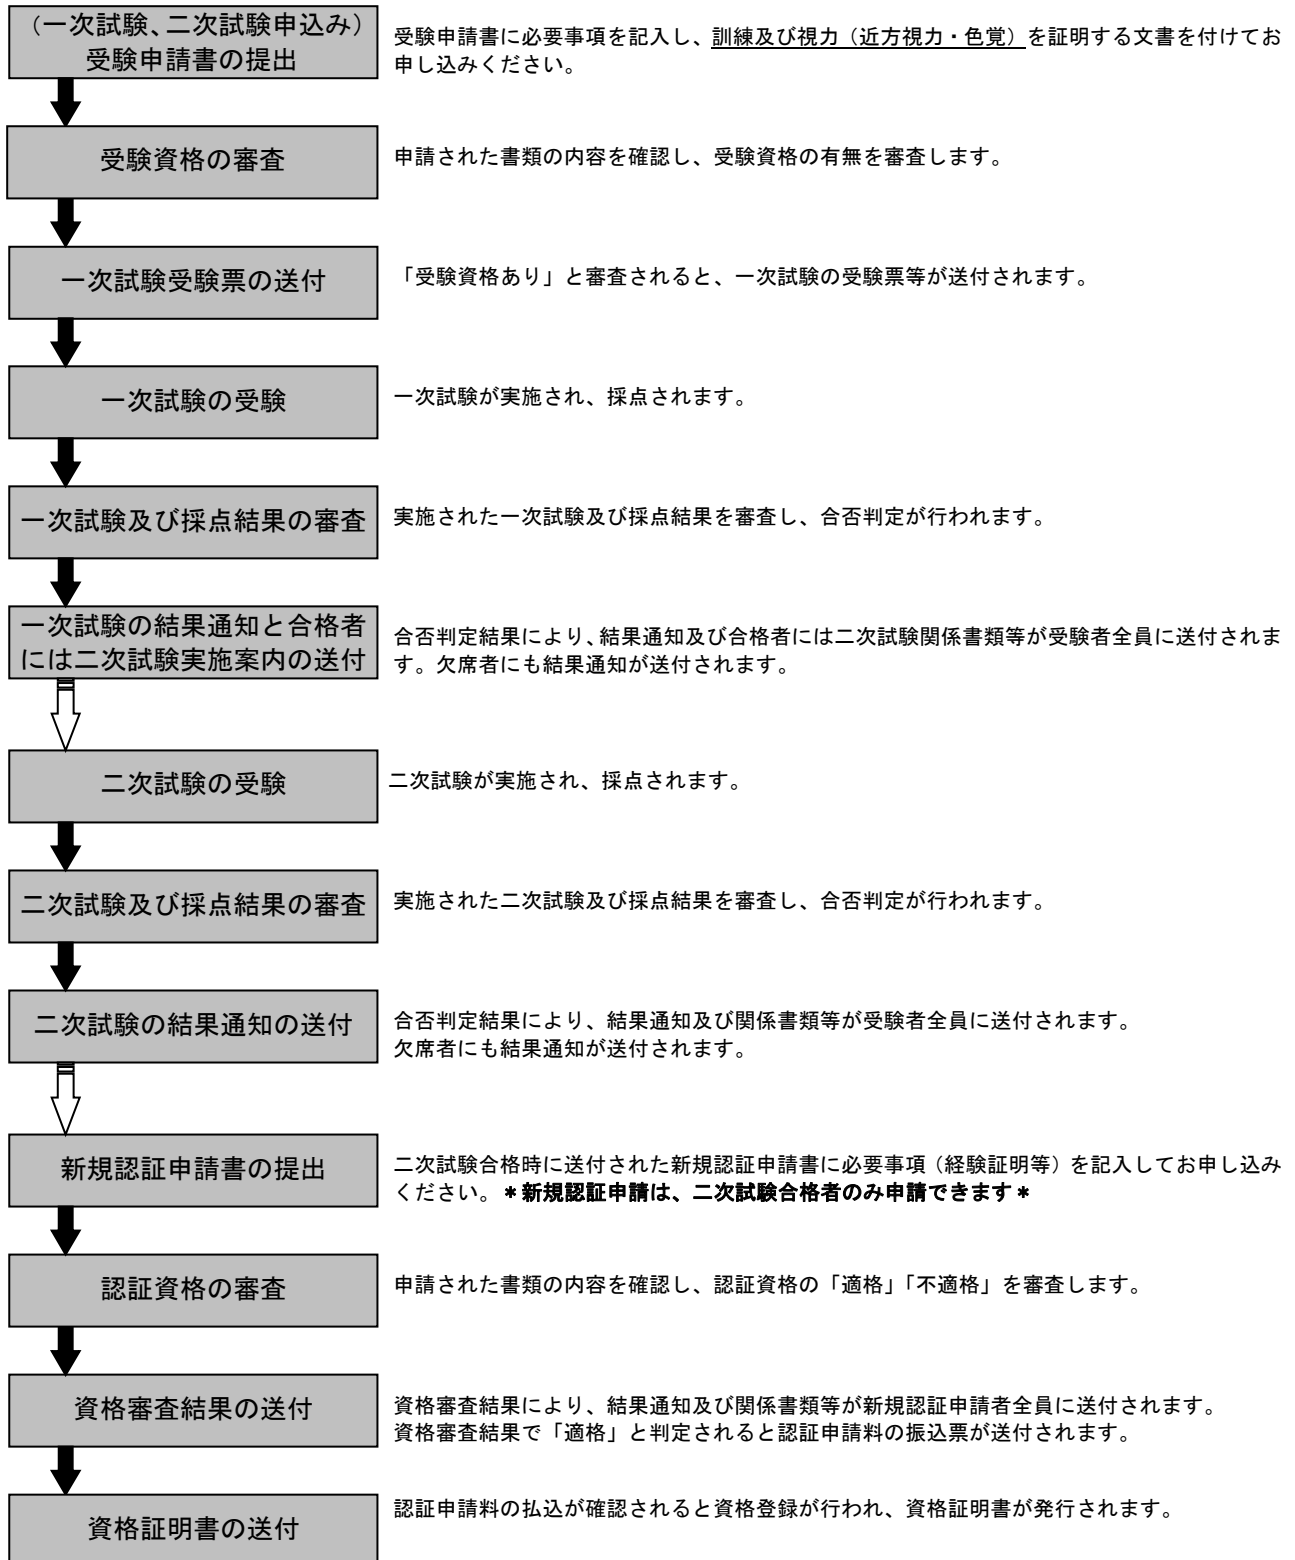 （一次試験、二次試験申込み）
受験申請書の提出
受験申請書に必要事項を記入し、訓練及び視力（近方視力・色覚）を証明する文書を付けてお
申し込みください。
受験資格の審査
申請された書類の内容を確認し、受験資格の有無を審査します。
一次試験受験票の送付
「受験資格あり」と審査されると、一次試験の受験票等が送付されます。
一次試験の受験
一次試験が実施され、採点されます。
一次試験及び採点結果の審査
実施された一次試験及び採点結果を審査し、合否判定が行われます。
一次試験の結果通知と合格者
には二次試験実施案内の送付
合否判定結果により、結果通知及び合格者には二次試験関係書類等が受験者全員に送付されま
す。欠席者にも結果通知が送付されます。
二次試験の受験
二次試験が実施され、採点されます。
二次試験及び採点結果の審査
実施された二次試験及び採点結果を審査し、合否判定が行われます。
二次試験の結果通知の送付
合否判定結果により、結果通知及び関係書類等が受験者全員に送付されます。
欠席者にも結果通知が送付されます。
新規認証申請書の提出
二次試験合格時に送付された新規認証申請書に必要事項（経験証明等）を記入してお申し込み
ください。＊新規認証申請は、二次試験合格者のみ申請できます＊
認証資格の審査
申請された書類の内容を確認し、認証資格の「適格」「不適格」を審査します。
資格審査結果の送付
資格審査結果により、結果通知及び関係書類等が新規認証申請者全員に送付されます。
資格審査結果で「適格」と判定されると認証申請料の振込票が送付されます。
資格証明書の送付
認証申請料の払込が確認されると資格登録が行われ、資格証明書が発行されます。